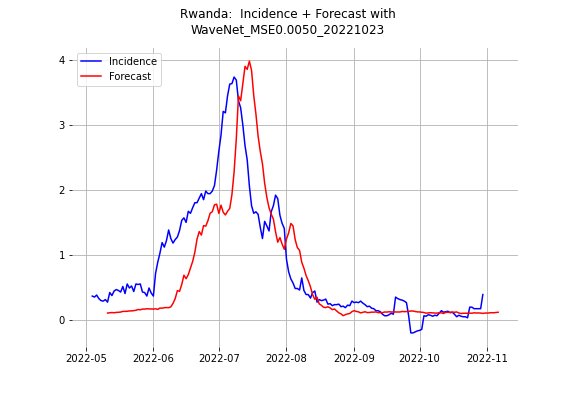 Rwanda:  Incidence + Forecast with
WaveNet_MSE0.0050_20221023
Incidence
Forecast
4
3
2
1
0
2022-05 2022-06 2022-07 2022-08 2022-09 2022-10 2022-11